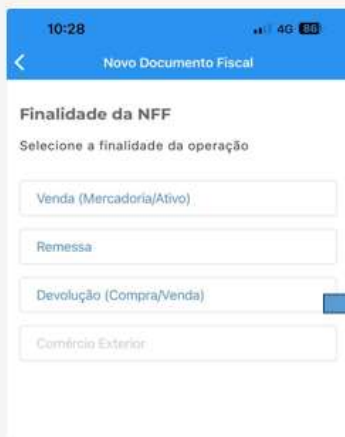 10:28
4G 86
Novo Documento Fiscal
Finalidade da NFF
Selecione a finalidade da operação
Venda (Mercadoria/Ativo)
Remessa
Devolução (Compra/Venda)
Comércio Exterior